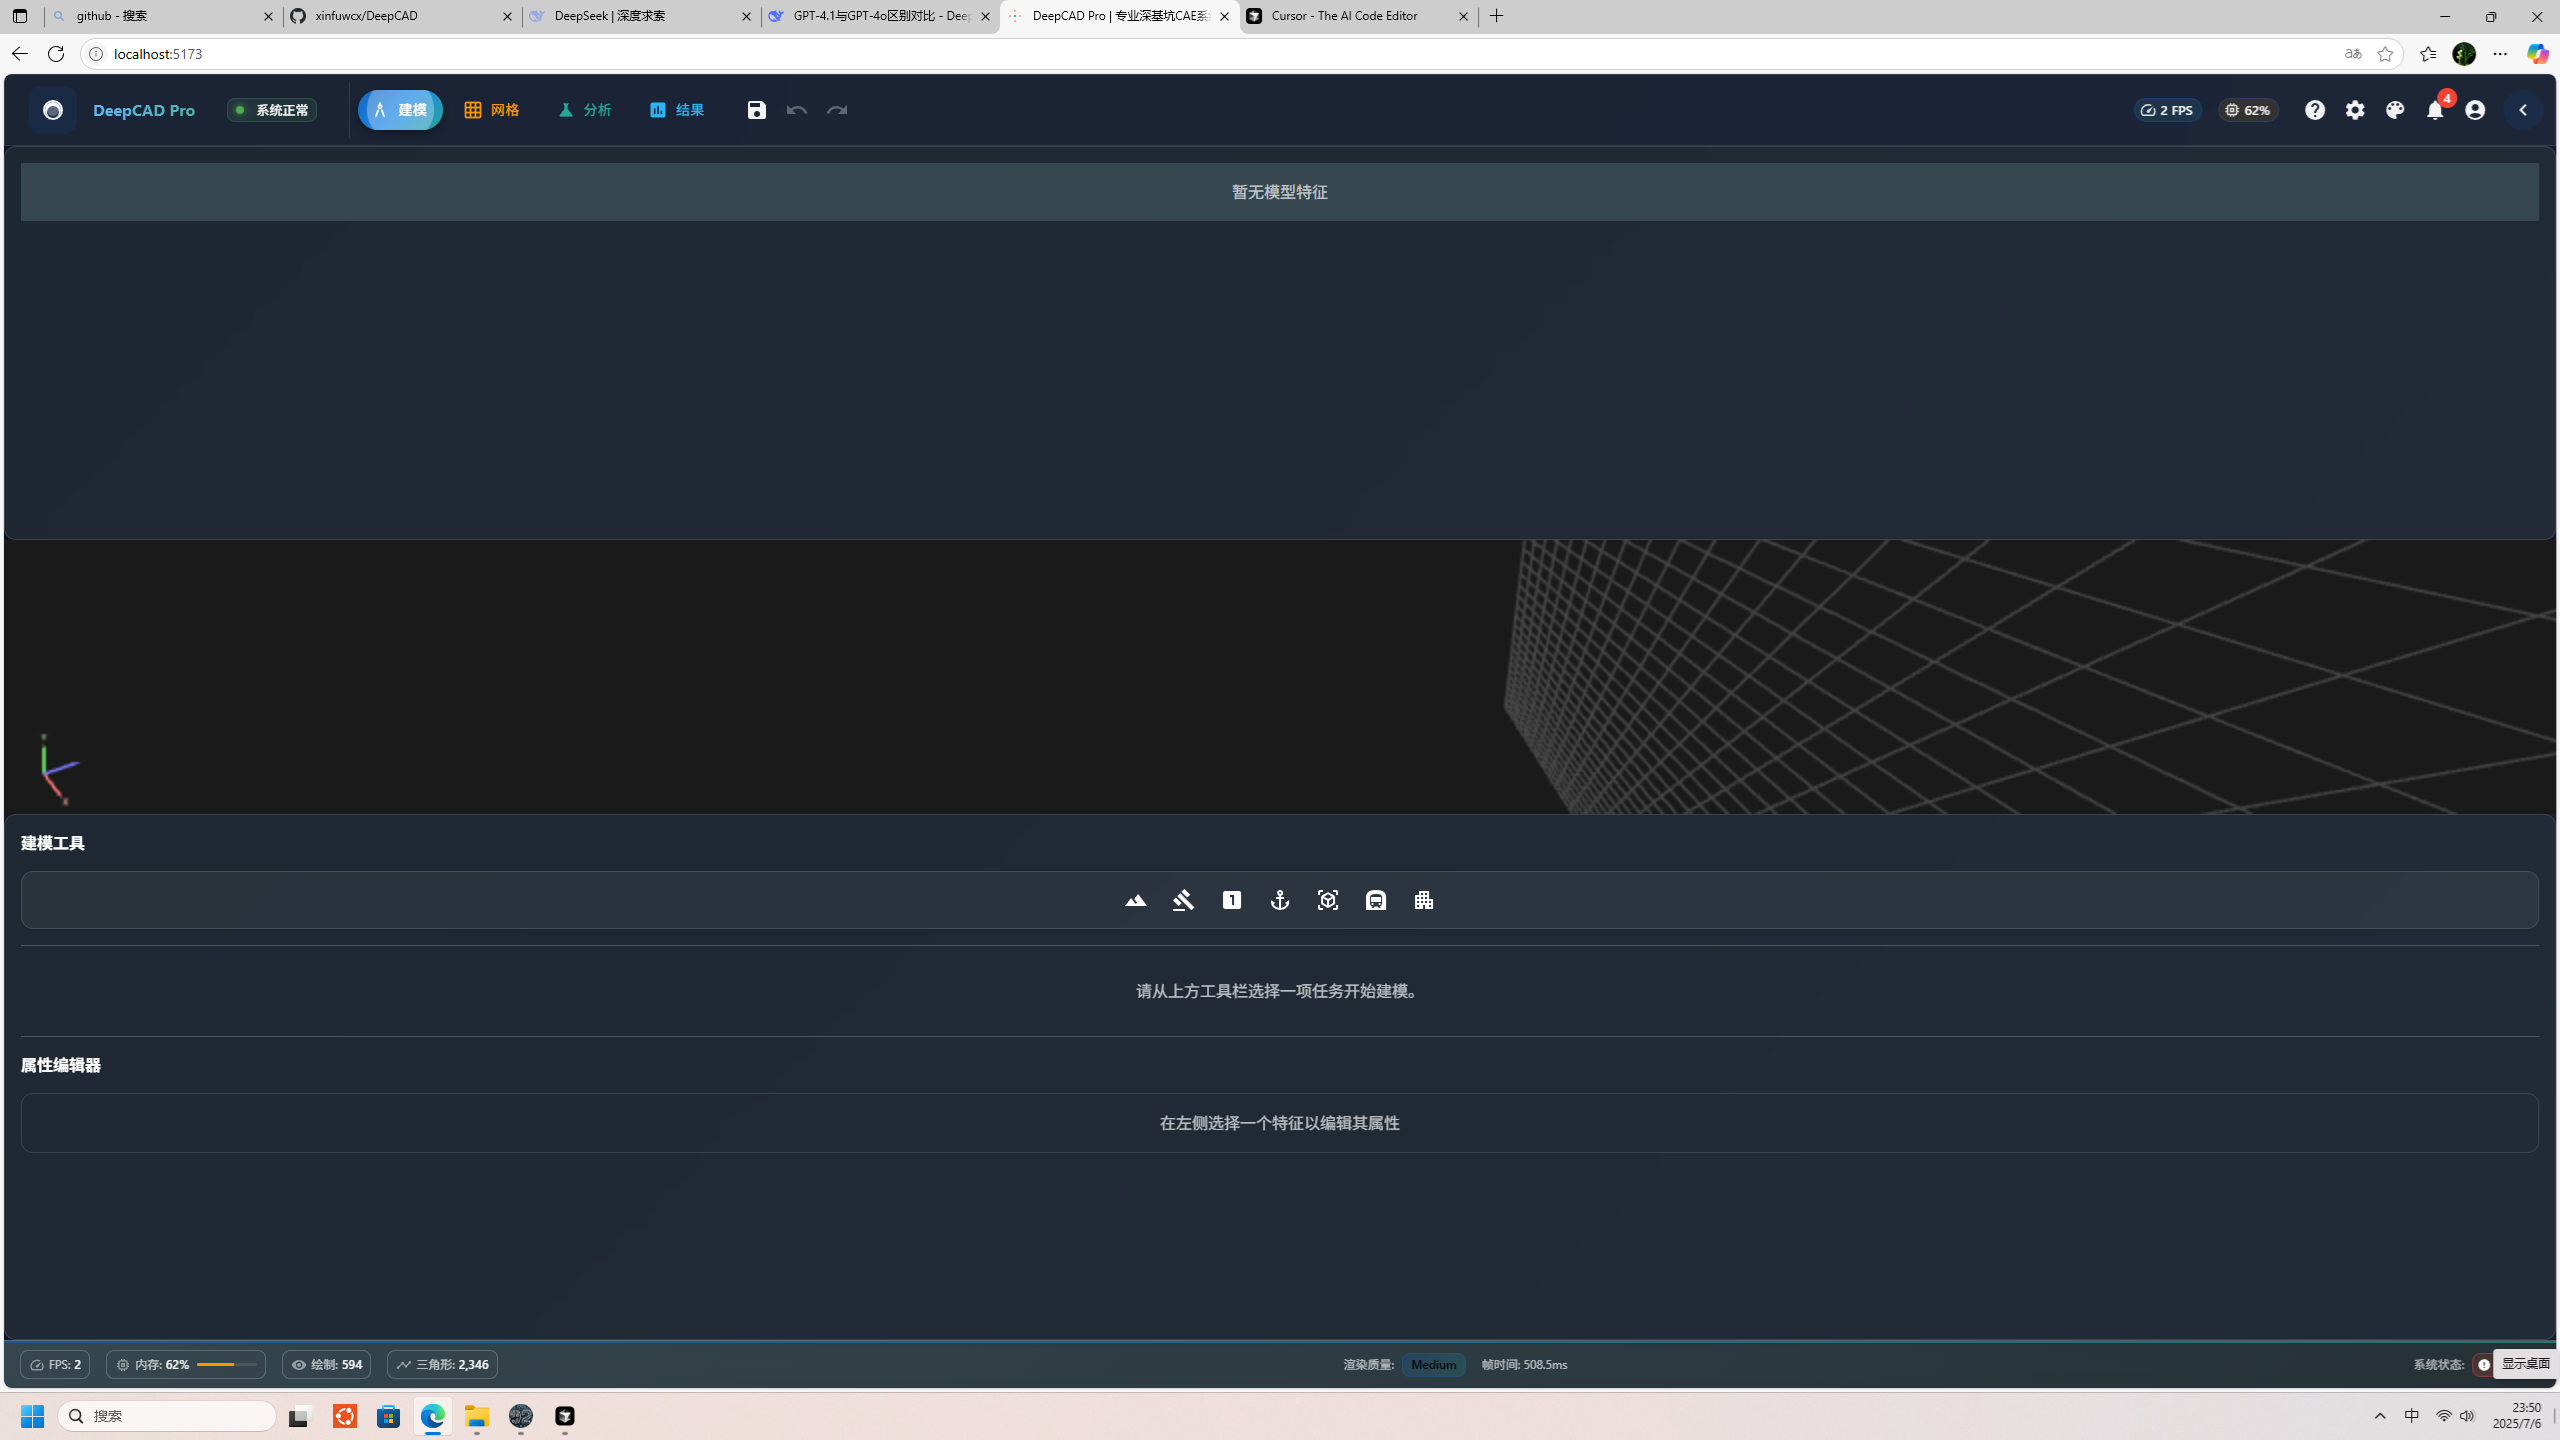 github - 搜索
xinfuwcx/DeepCAD
DeepSeek | 深度求索
GPT-4.1与GPT-4o区别对比 - Deep
DeepCAD Pro | 专业深基坑CAE系
Cursor - The AI Code Editor
localhost:5173
DeepCAD Pro
系统正常
建模
网格
分析
结果
2 FPS
62%
4
暂无模型特征
Y
X
建模工具
1
请从上方工具栏选择一项任务开始建模。
属性编辑器
在左侧选择一个特征以编辑其属性
FPS: 2
内存: 62%
绘制: 594
三角形: 2,346
渲染质量: Medium
帧时间: 508.5ms
系统状态:
显示桌面
搜索
中
23:50
2025/7/6